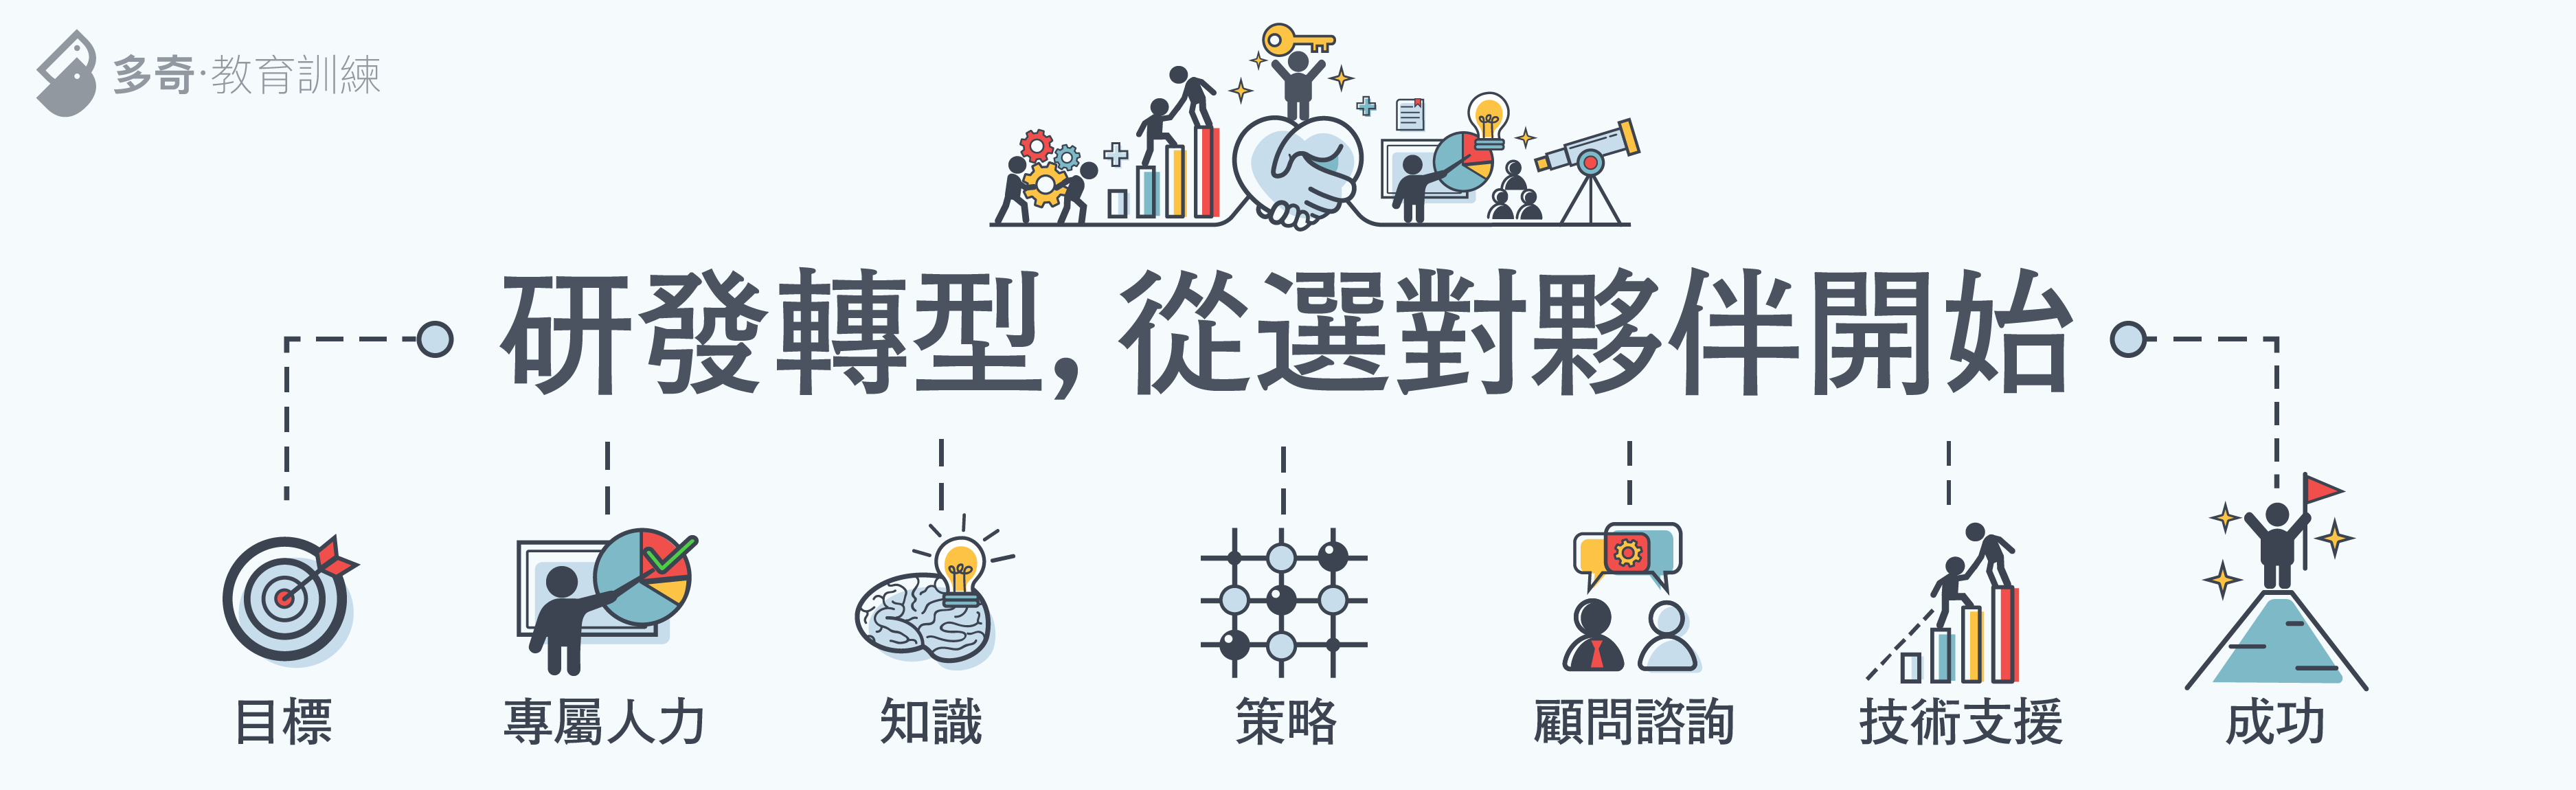 多奇·教育訓練
研發轉型, 從選對夥伴開始
目標
專屬人力
知識
策略
顧問諮詢
技術支援
成功